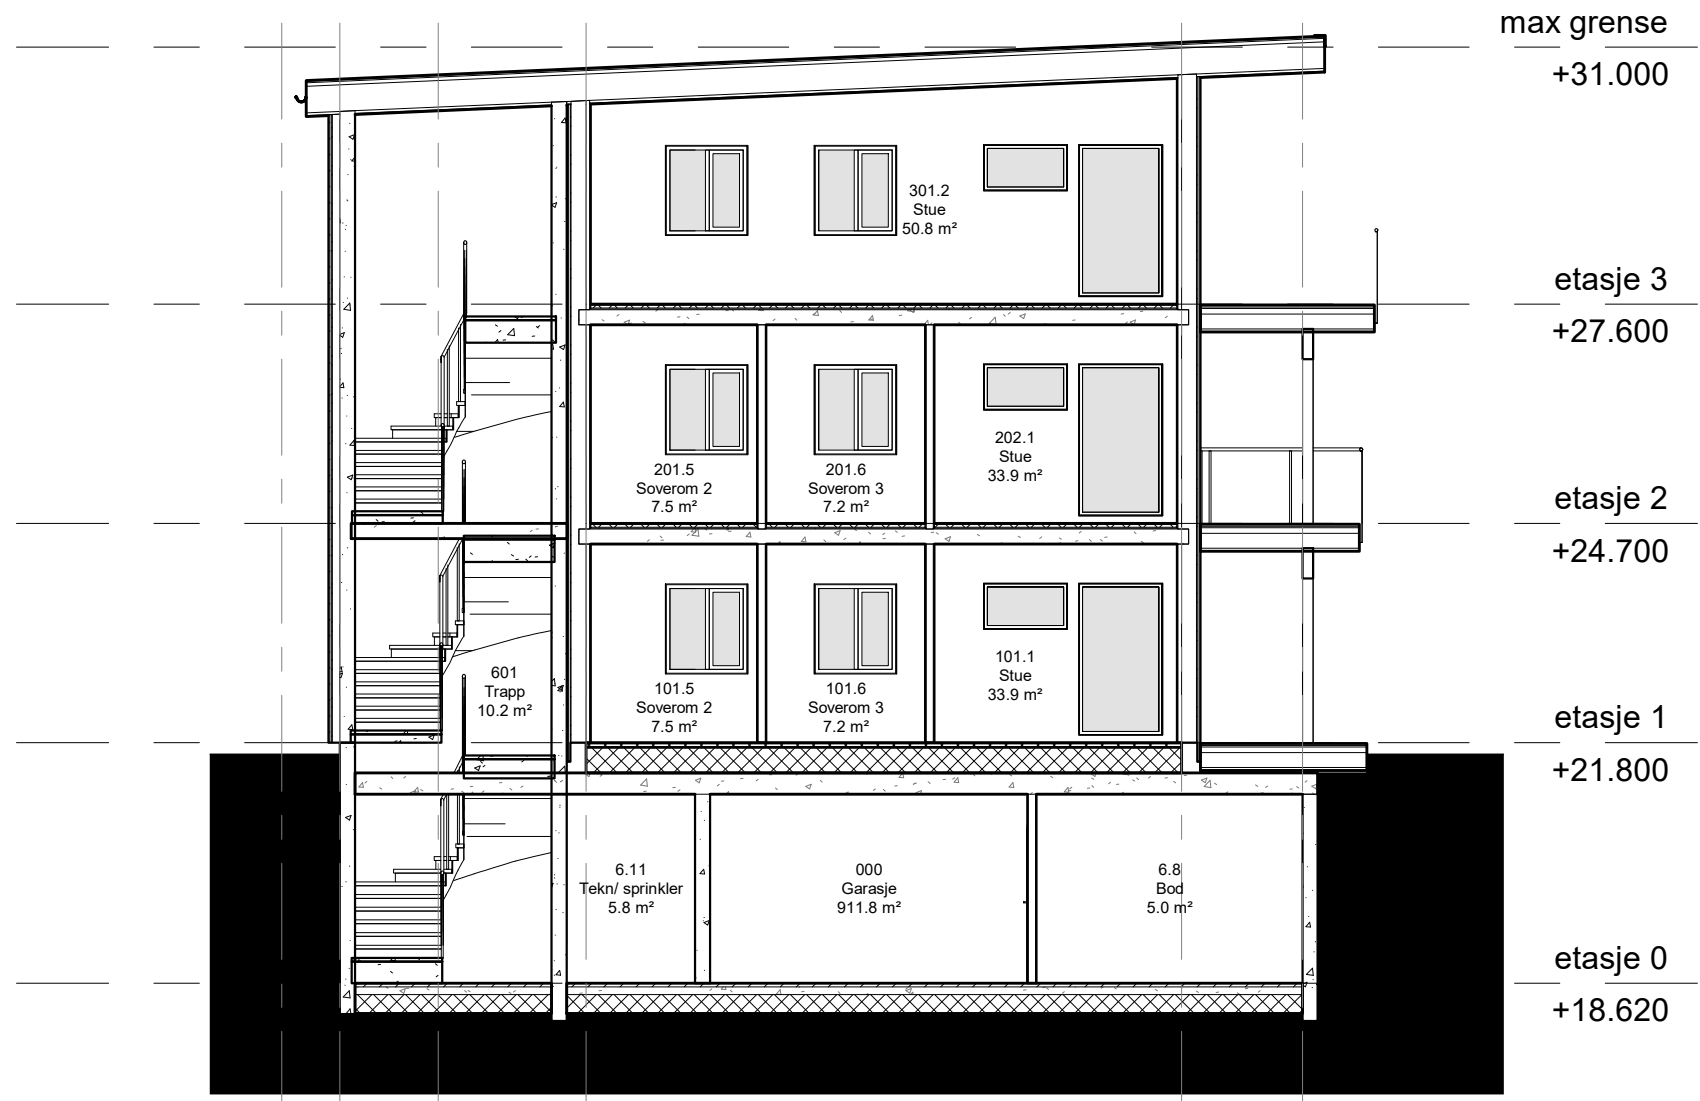 max grense
+31.000
301.2
Stue
50.8 m²
etasje 3
+27.600
202.1
Stue
33.9 m²
201.5
Soverom 2
7.5 m²
201.6
Soverom 3
7.2 m²
etasje 2
+24.700
601
Trapp
10.2 m²
101.5
Soverom 2
7.5 m²
101.6
Soverom 3
7.2 m²
101.1
Stue
33.9 m²
etasje 1
+21.800
6.11
Tekn/ sprinkler
5.8 m²
000
Garasje
911.8 m²
6.8
Bod
5.0 m²
etasje 0
+18.620